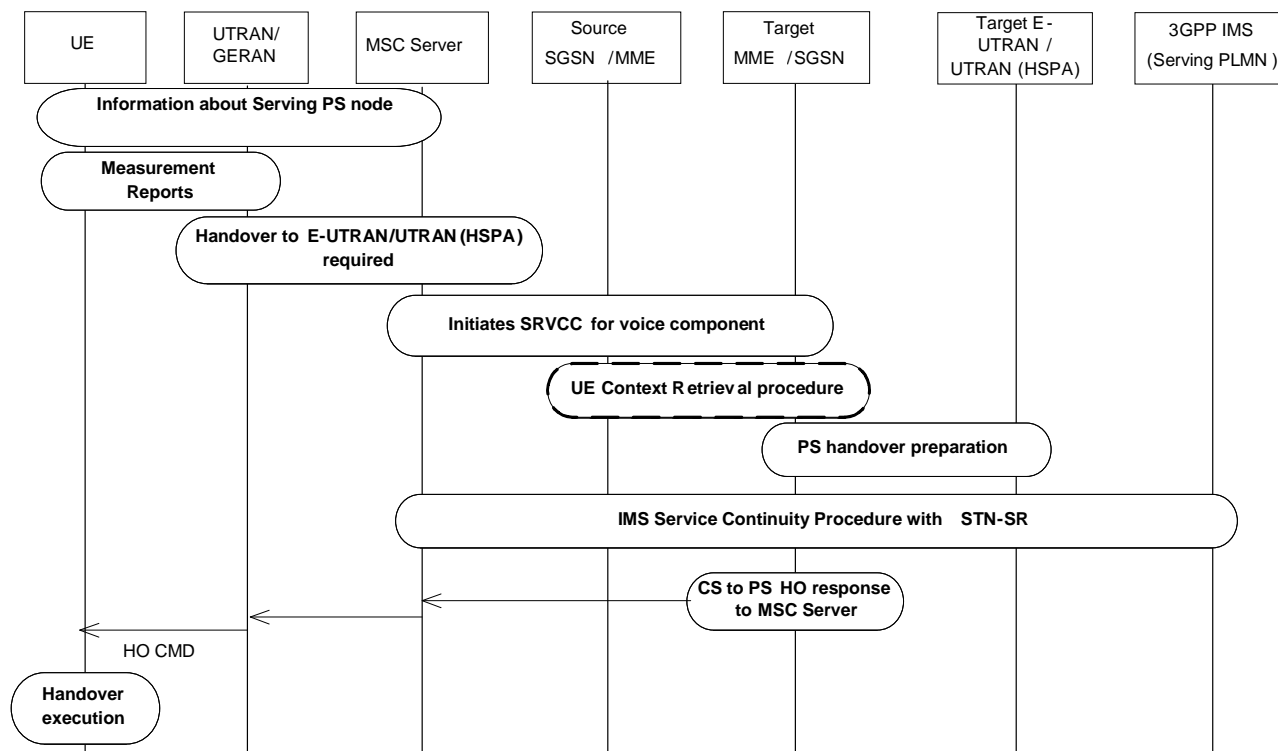 UE
UTRAN/
GERAN
MSC Server
Source
SGSN /MME
Target
MME /SGSN
Target E-
UTRAN /
UTRAN (HSPA)
3GPP IMS
(Serving PLMN )
Information about Serving PS node
Measurement
Reports
Handover to E-UTRAN/UTRAN (HSPA)
required
Initiates SRVCC for voice component
UE Context Retrieval procedure
PS handover preparation
IMS Service Continuity Procedure with STN-SR
CS to PS HO response
to MSC Server
HO CMD
Handover
execution